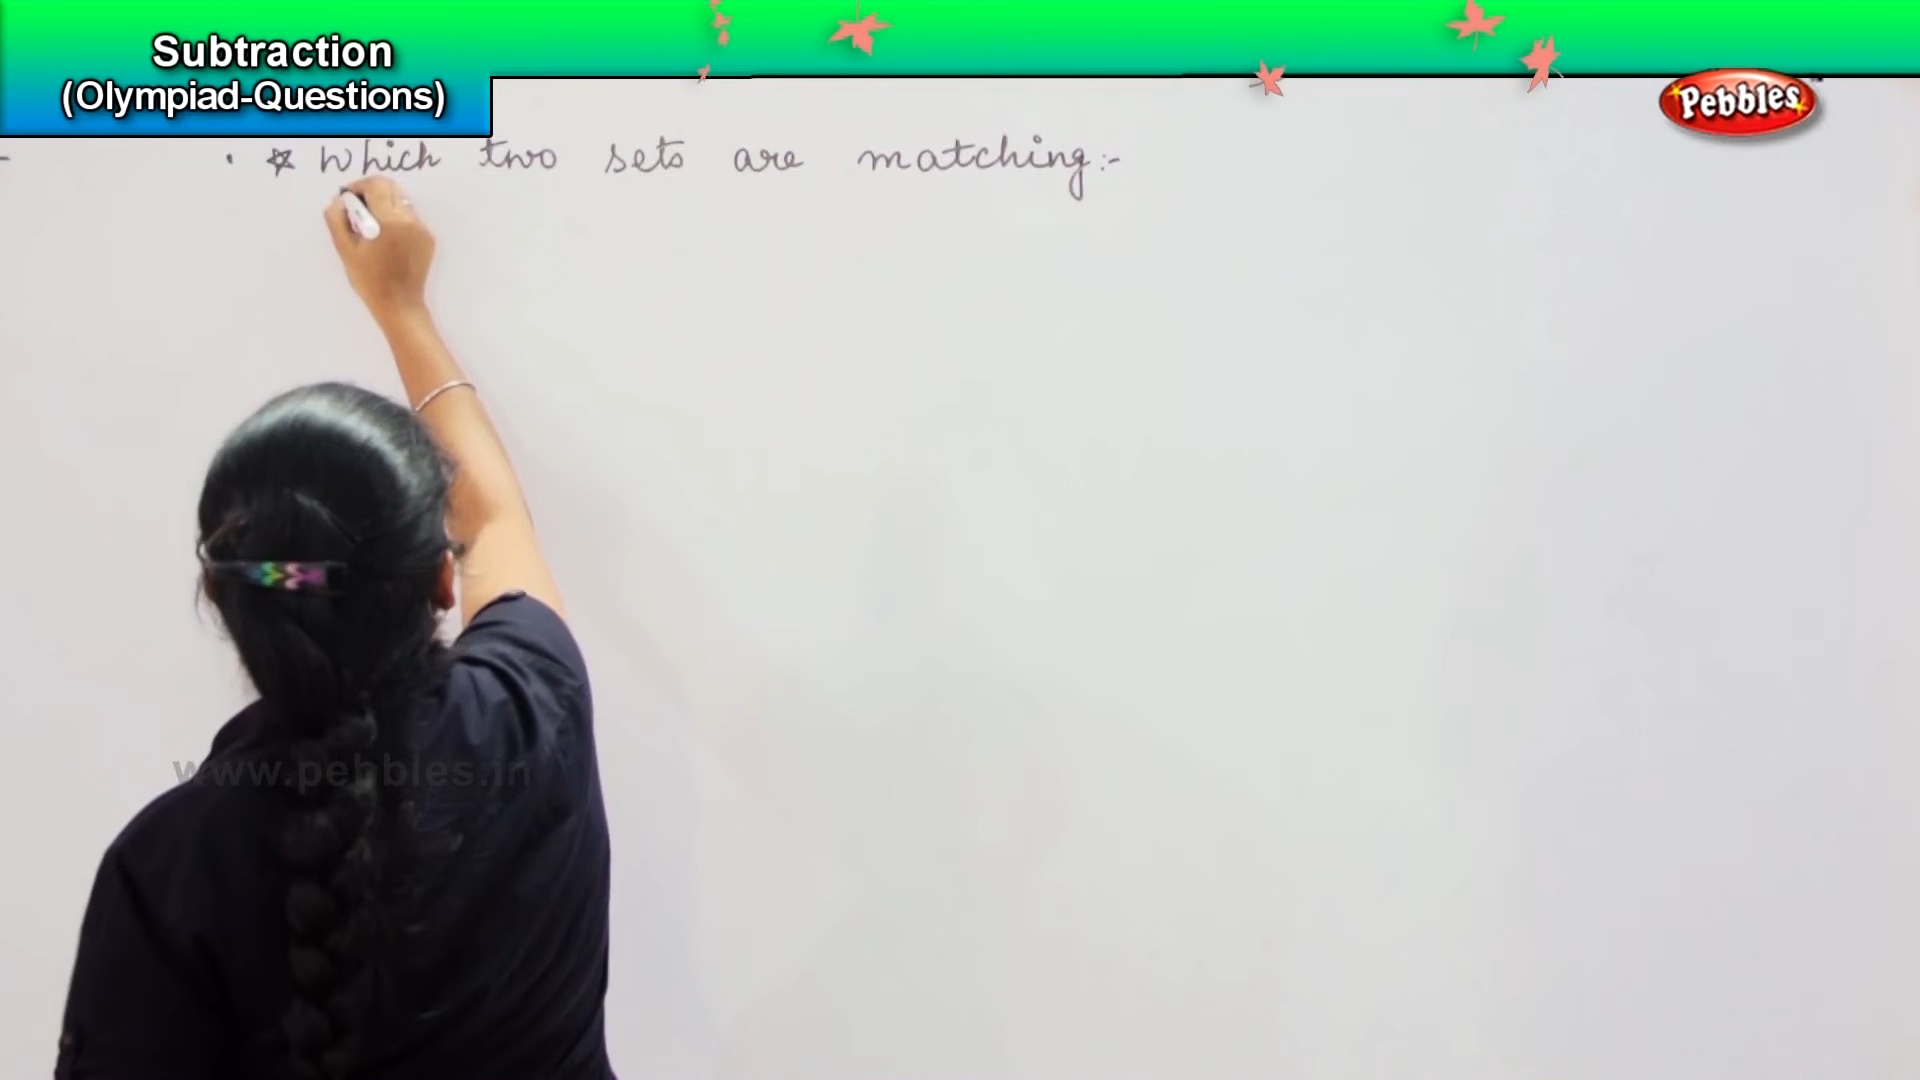 Subtraction
(Olympiad-Questions)
Pebbles
☆ Which two sets are matching:-
www.pebbles.in